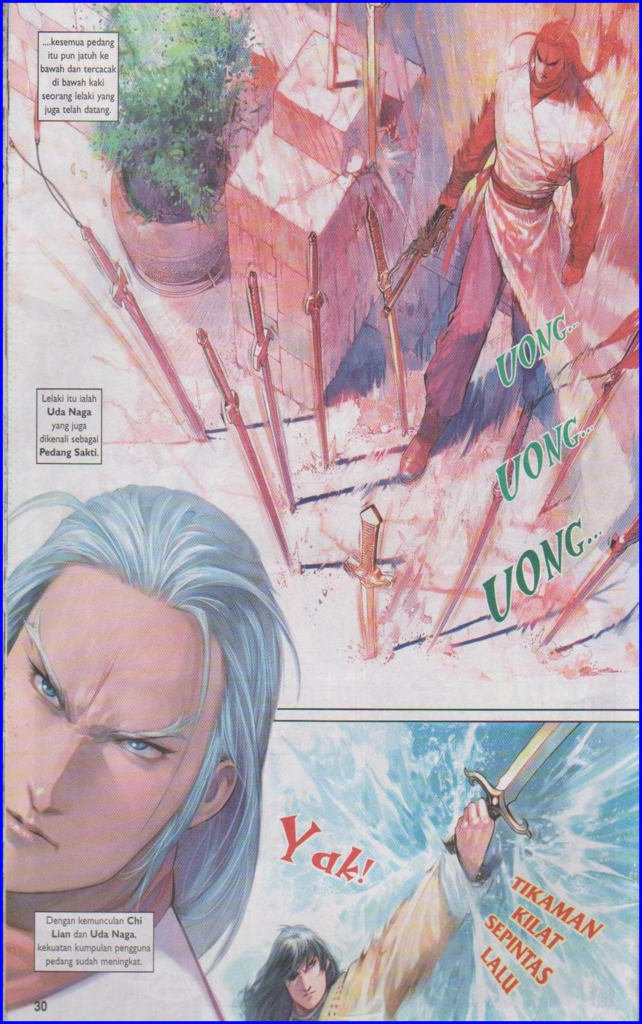 ....kesemua pedang
itu pun jatuh ke
bawah dan tercacak
di bawah kaki
seorang lelaki yang
juga telah datang.
UONG...
UONG...
UONG...
Lelaki itu ialah
Uda Naga
yang juga
dikenali sebagai
Pedang Sakti.
Dengan kemunculan Chi
Lian dan Uda Naga,
kekuatan kumpulan pengguna
pedang sudah meningkat.
Yak!
TIKAMAN
KILAT
SEPINTAS
LALU
30